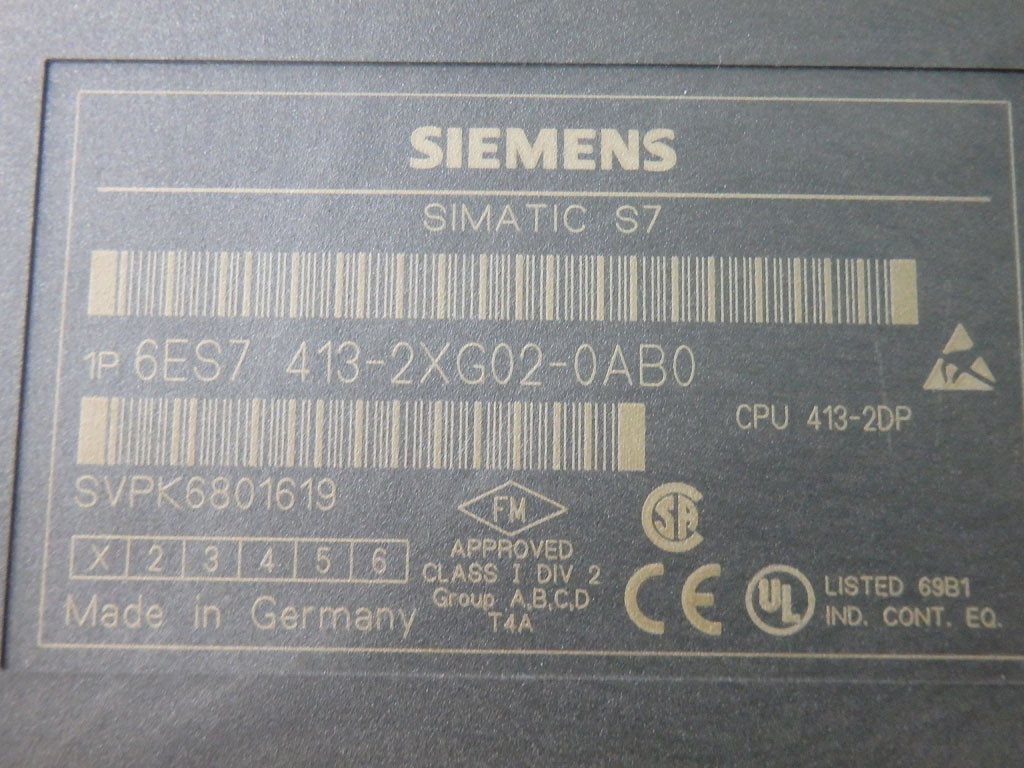 SIEMENS
SIMATIC S7
1P 6ES7 413-2XG02-0AB0
CPU 413-2DP
SVPK6801619
X 2 3 4 5 6
Made in Germany
FM
APPROVED
CLASS I DIV 2
Group A,B,C,D
T4A
SA
CE
UL
LISTED 69B1
IND. CONT. EQ.